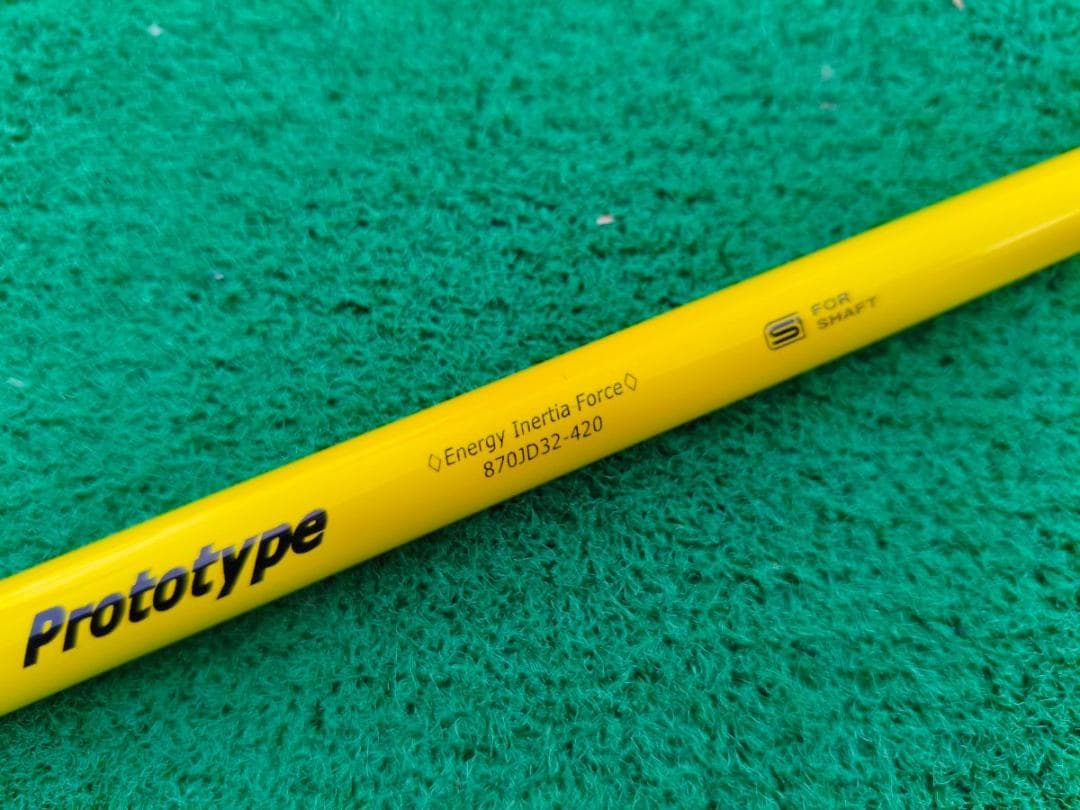 Prototype
◇Energy Inertia Force◇
870JD32-420
S FOR
SHAFT